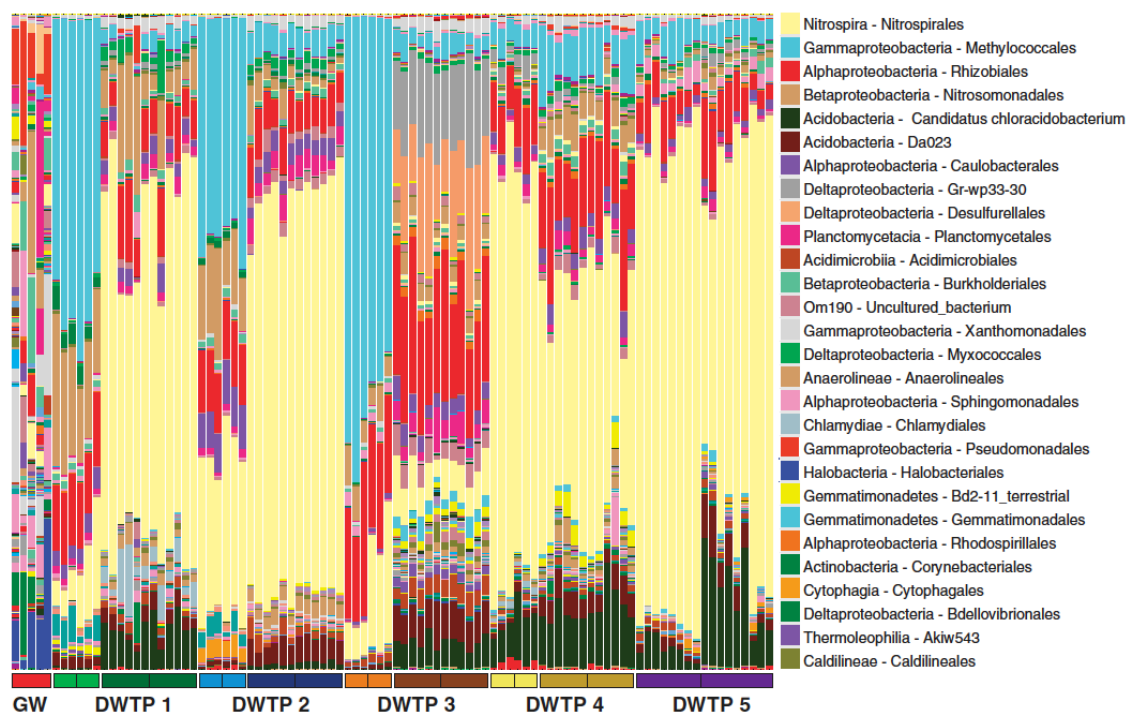 Nitrospira - Nitrospirales
Gammaproteobacteria - Methylococcales
Alphaproteobacteria - Rhizobiales
Betaproteobacteria - Nitrosomondales
Acidobacteria - Candidatus chloracidobacterium
Acidobacteria - Da023
Alphaproteobacteria - Caulobacterales
Deltaproteobacteria - Gr-wp33-30
Deltaproteobacteria - Desulfurellales
Planctomycetacia - Planctomycetales
Acidimicrobiia - Acidimicrobiales
Betaproteobacteria - Burkholderiales
Om190 - Uncultured_bacterium
Gammaproteobacteria - Xanthomonadales
Deltaproteobacteria - Myxococcales
Anaerolineae - Anaerolineales
Alphaproteobacteria - Sphingomonadales
Chlamydiae - Chlamydiales
Gammaproteobacteria - Pseudomonadales
Halobacteria - Halobacteriales
Gemmatimonadetes - Bd2-11_terrestrial
Gemmatimonadetes - Gemmatimonadales
Alphaproteobacteria - Rhodospirillales
Actinobacteria - Corynebacteriales
Cytophagia - Cytophagales
Deltaproteobacteria - Bdellovibrionales
Thermoleophilia - Akiw543
Caldilineae - Caldilineales
GW DWTP 1 DWTP 2 DWTP 3 DWTP 4 DWTP 5